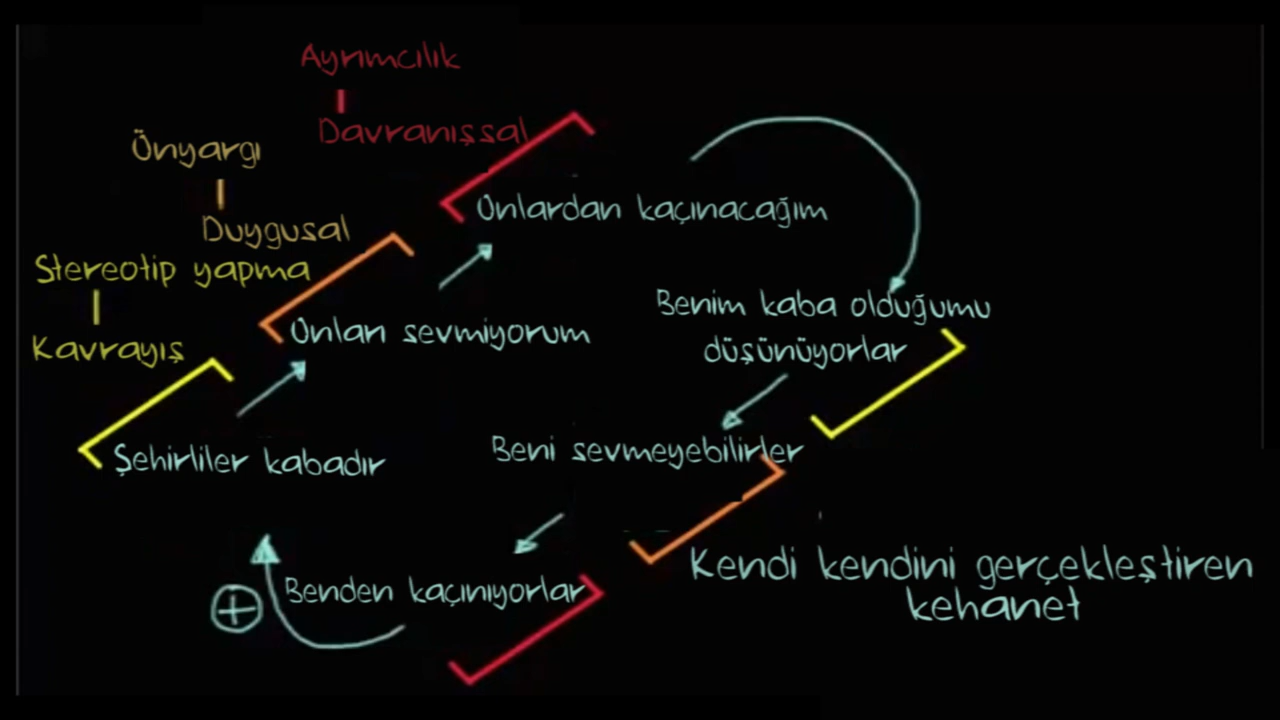 Ayrımcılık
Davranışsal
Önyargı
Duygusal
Stereotip yapma
Kavrayış
Onlardan kaçınacağım
Onları sevmiyorum
Şehirliler kabadır
Benim kaba olduğumu
düşünüyorlar
Beni sevmeyebilirler
Benden kaçınıyorlar
Kendi kendini gerçekleştiren
kehanet